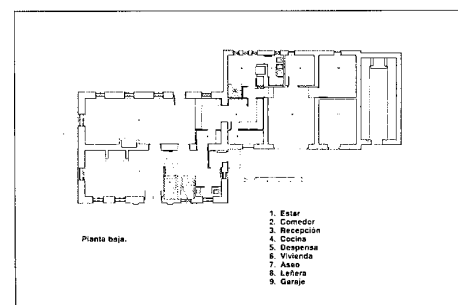 Planta baja.
1. Estar
2. Comedor
3. Recepción
4. Cocina
5. Despensa
6. Vivienda
7. Aseo
8. Leñera
9. Garaje